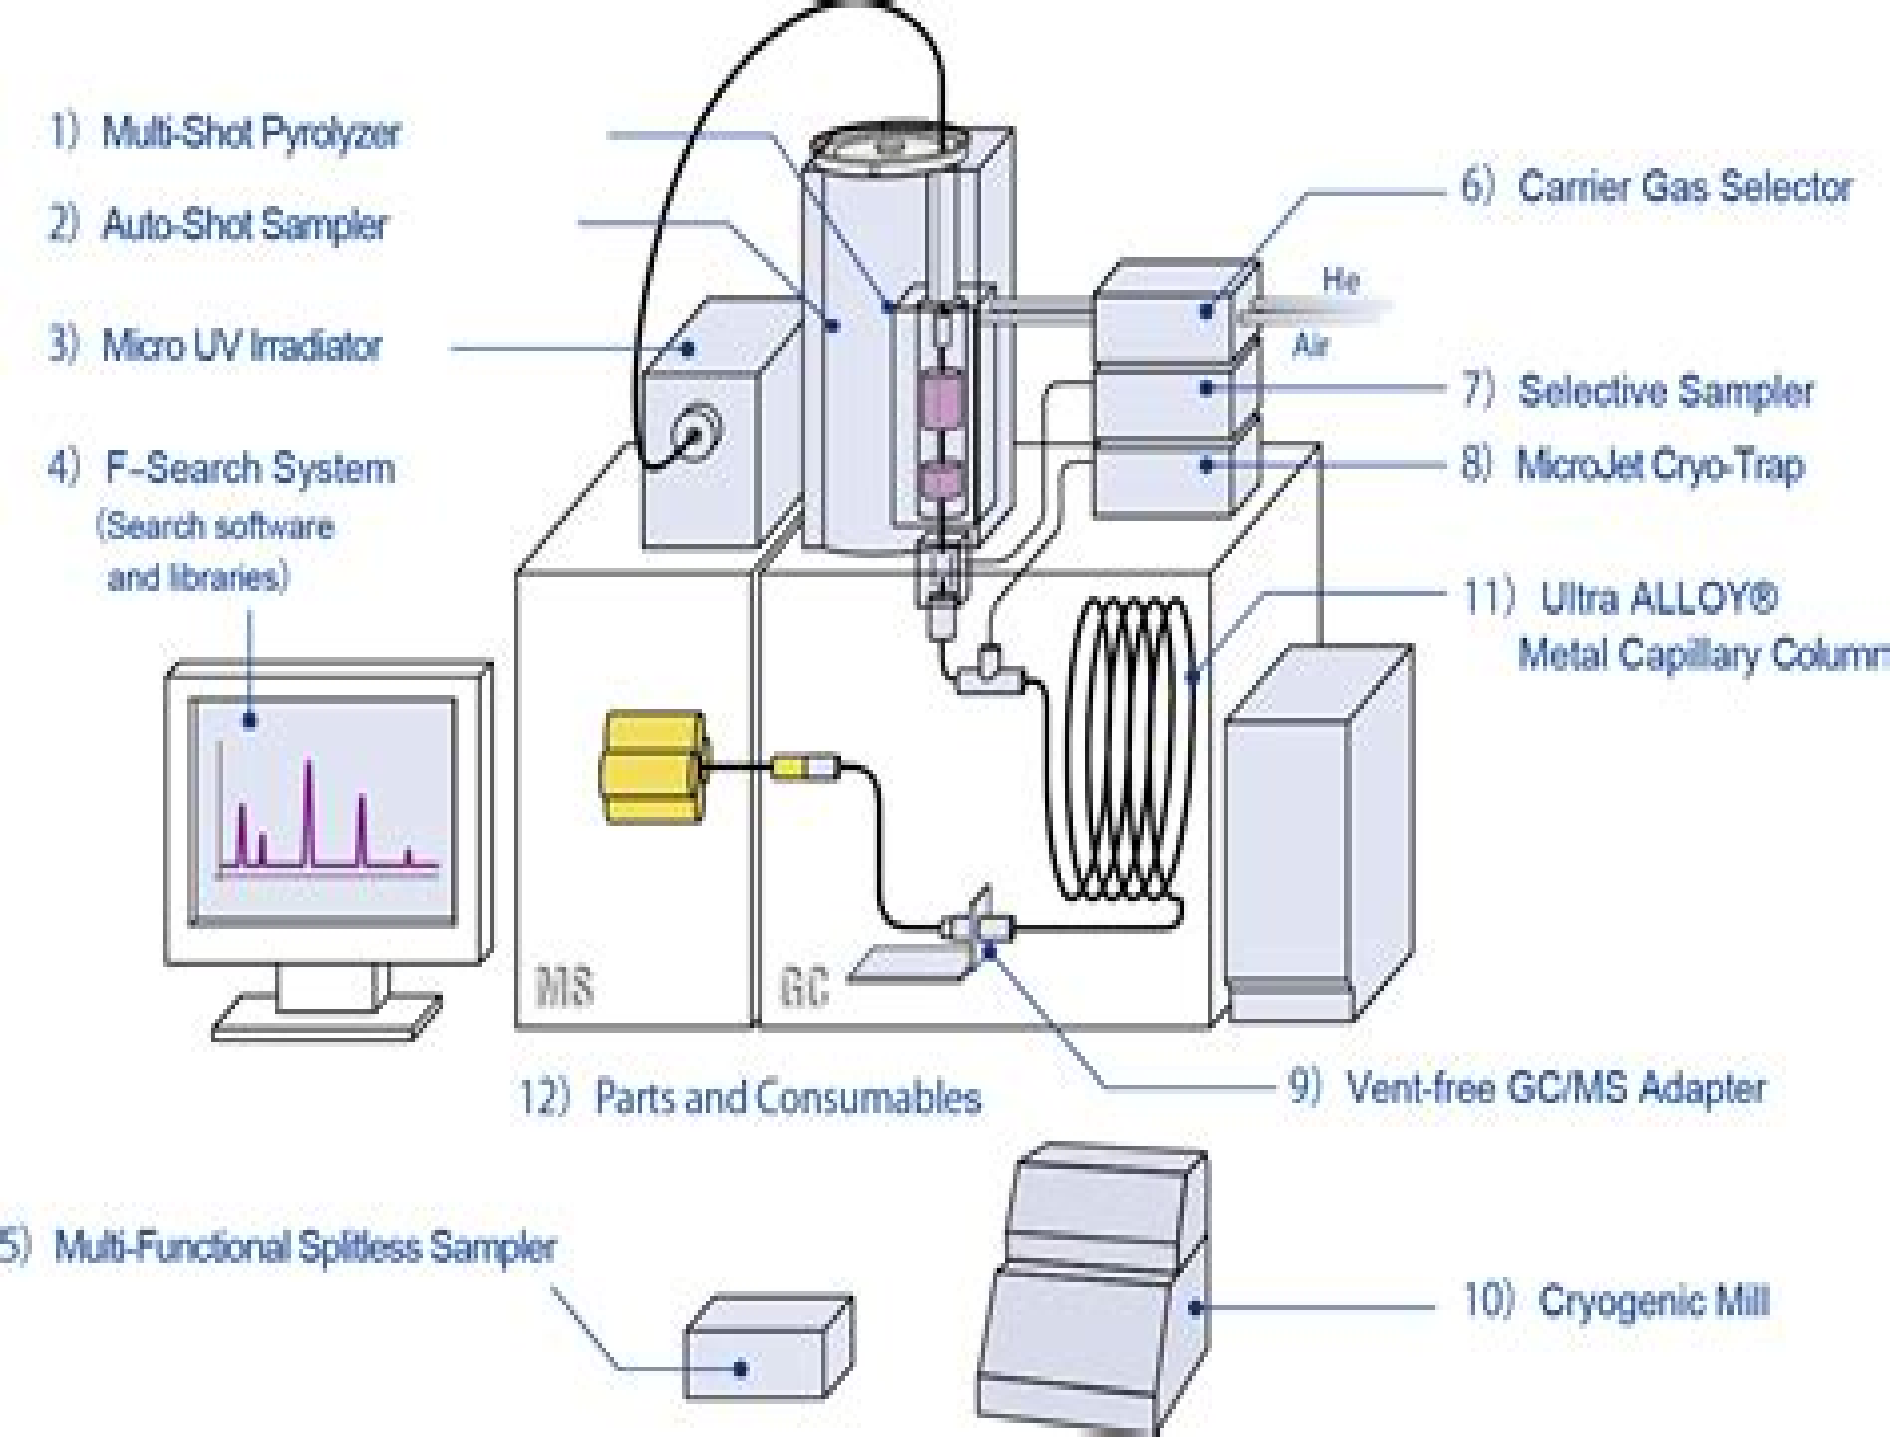 1) Multi-Shot Pyrolyzer
2) Auto-Shot Sampler
3) Micro UV Irradiator
4) F-Search System
(Search software
and libraries)
6) Carrier Gas Selector
He
Air
7) Selective Sampler
8) MicroJet Cryo-Trap
11) Ultra ALLOY®
Metal Capillary Column
MS
GC
12) Parts and Consumables
9) Vent-free GC/MS Adapter
5) Multi-Functional Splitless Sampler
10) Cryogenic Mill